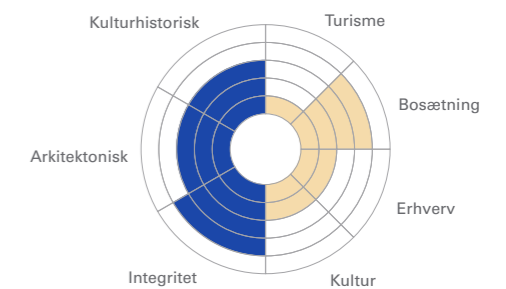 Kulturhistorisk
Turisme
Bosætning
Arkitektonisk
Erhverv
Integritet
Kultur